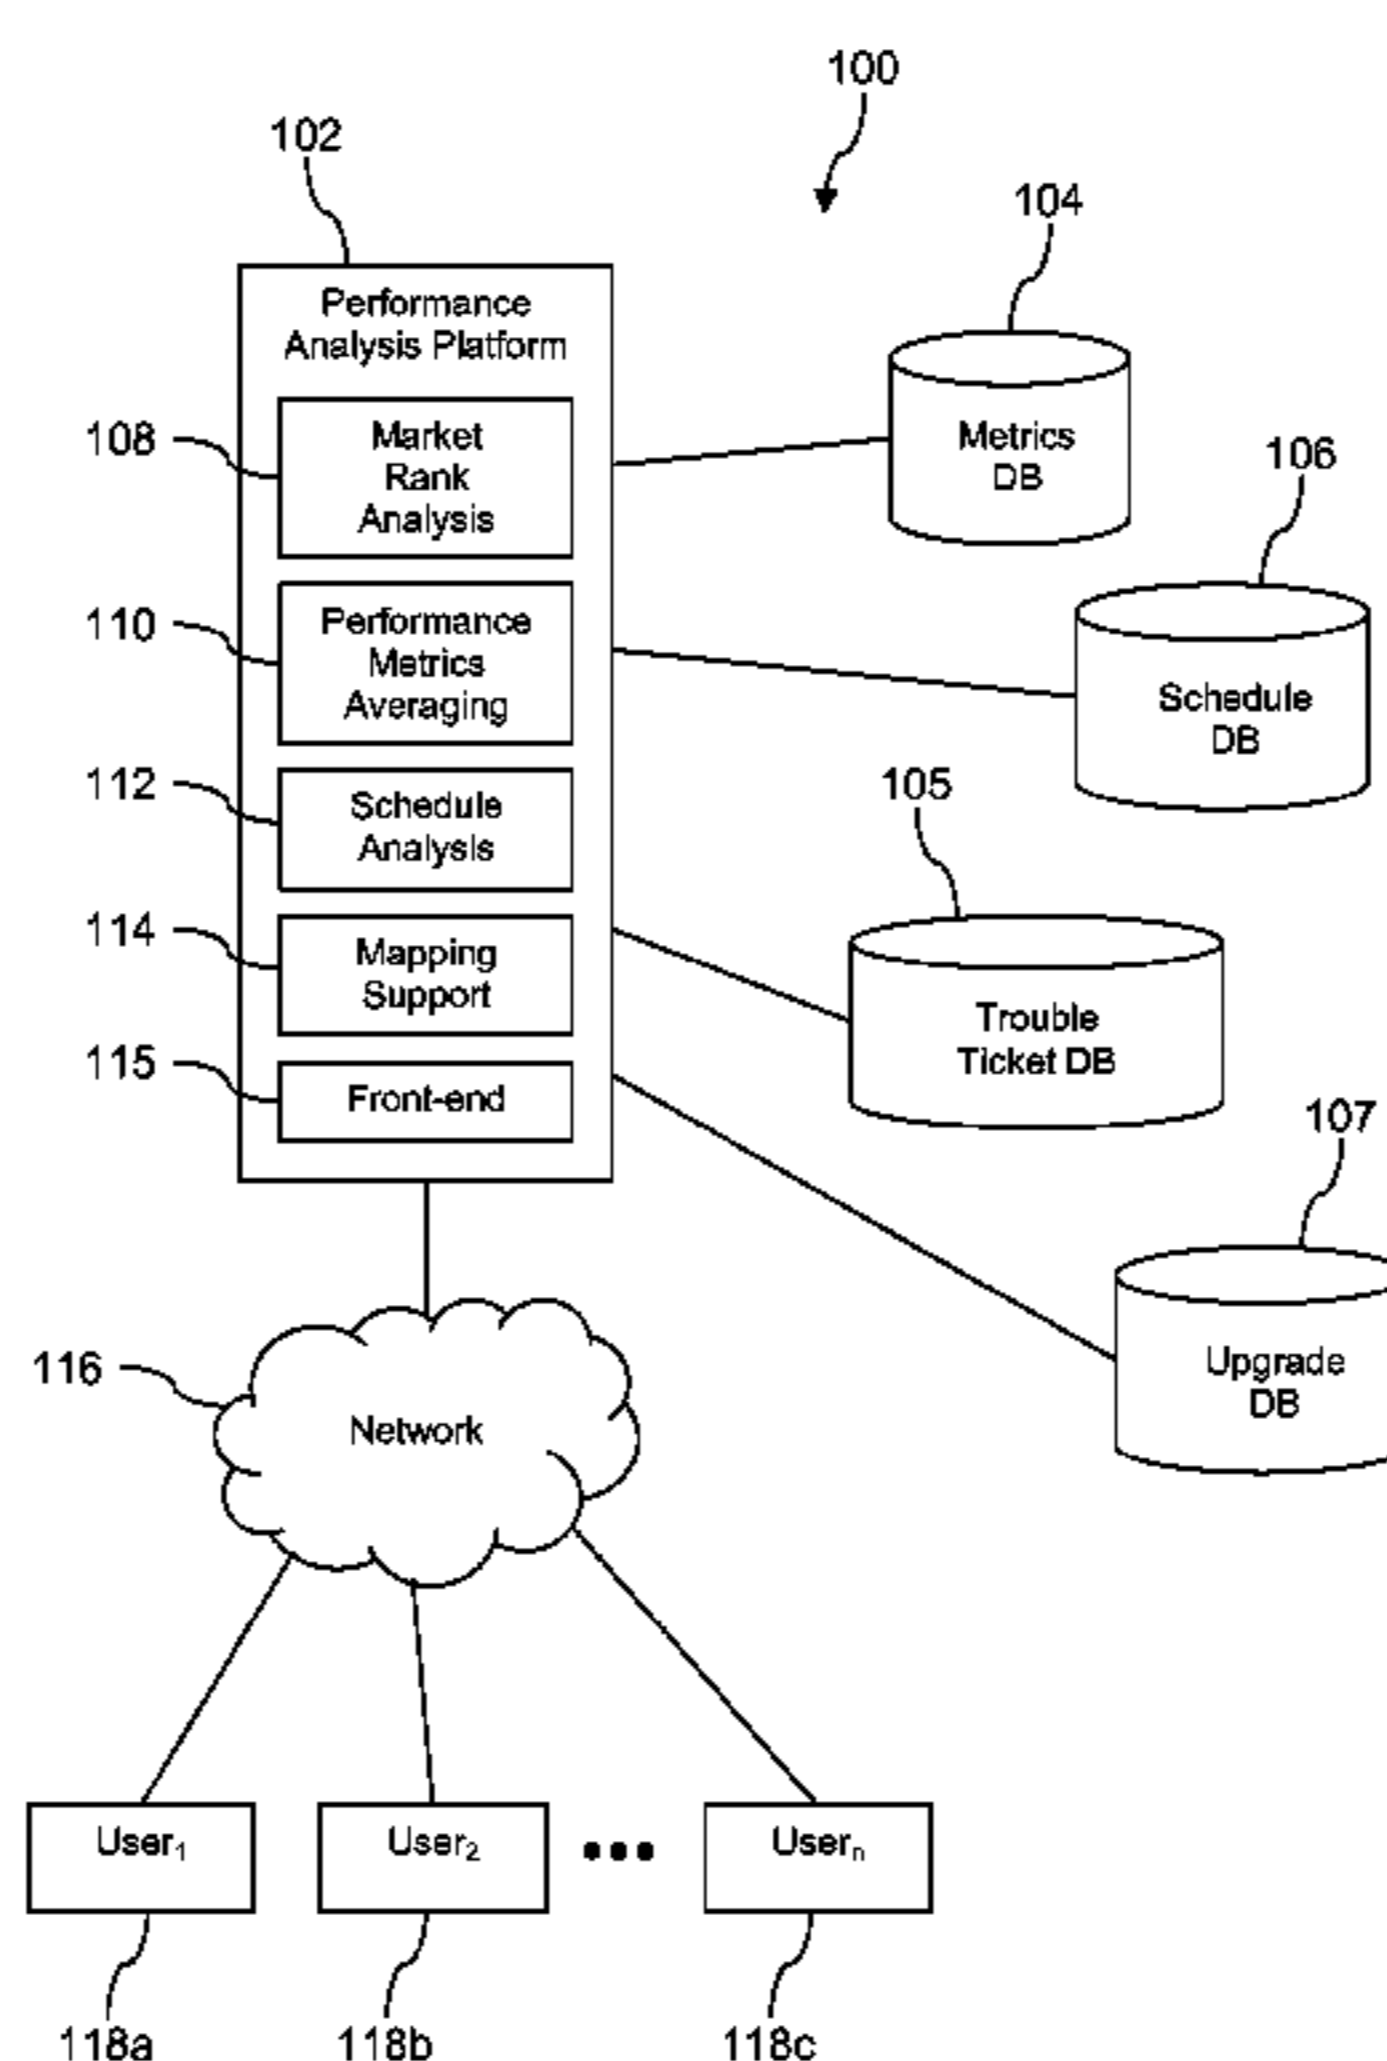 100
102
104
Performance
Analysis Platform
108
Market
Rank
Analysis
Metrics
DB
106
110
Performance
Metrics
Averaging
Schedule
DB
112
Schedule
Analysis
105
114
Mapping
Support
Trouble
Ticket DB
115
Front-end
107
116
Network
Upgrade
DB
User1
User2
Usern
118a
118b
118c